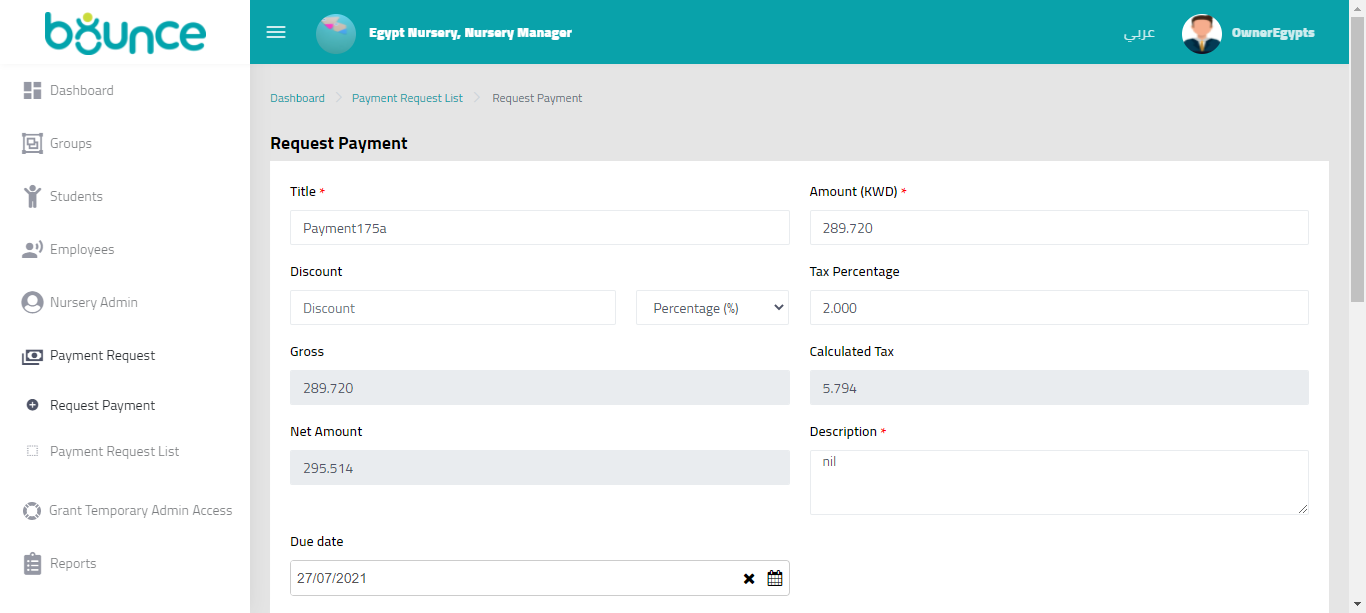 bounce
Egypt Nursery, Nursery Manager
عربي
OwnerEgypts
Dashboard
Groups
Students
Employees
Nursery Admin
Payment Request
Request Payment
Payment Request List
Grant Temporary Admin Access
Reports
Dashboard > Payment Request List > Request Payment
Request Payment
Title *
Payment175a
Amount (KWD) *
289.720
Discount
Discount
Percentage (%)
Tax Percentage
2.000
Gross
289.720
Calculated Tax
5.794
Net Amount
295.514
Description *
nil
Due date
27/07/2021